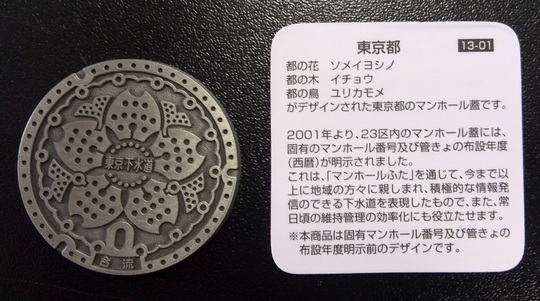 東京下水道
合流
東京都
13-01
都の花 ソメイヨシノ
都の木 イチョウ
都の鳥 ユリカモメ
がデザインされた東京都のマンホール蓋です。
2001年より、23区内のマンホール蓋には、
固有のマンホール番号及び管きょの布設年度
(西暦)が明示されました。
これは、「マンホールふた」を通じて、今まで以
上に地域の方々に親しまれ、積極的な情報発
信のできる下水道を表現したもので、また、常
日頃の維持管理の効率化にも役立たせます。
※本商品は固有マンホール番号及び管きょの
布設年度明示前のデザインです。